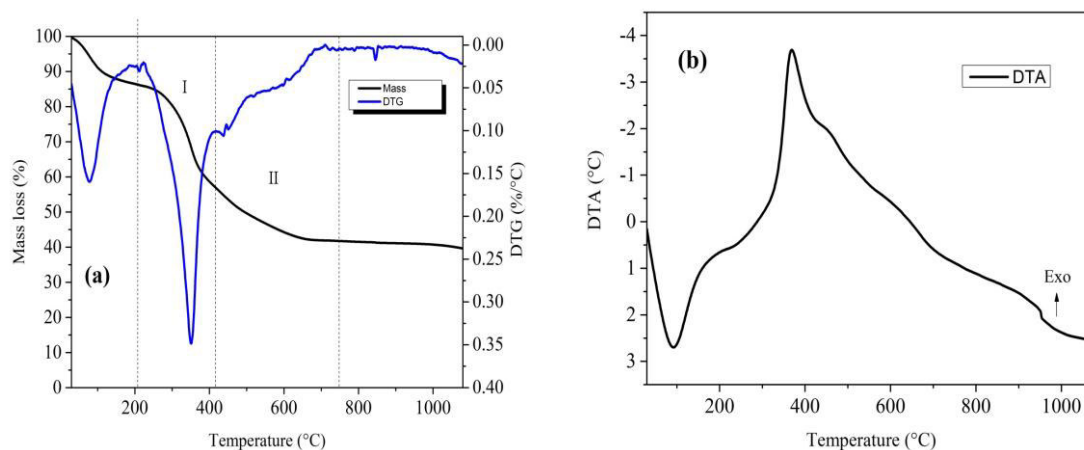 100
90
80
70
60
50
40
30
20
10
0
Mass loss (%)
200
400
600
800
1000
Temperature (°C)
0.00
0.05
0.10
0.15
0.20
0.25
0.30
0.35
0.40
DTG (%/°C)
I
II
Mass
DTG
(a)
-4
-3
-2
-1
0
1
2
3
DTA (°C)
200
400
600
800
1000
Temperature (°C)
(b)
DTA
Exo